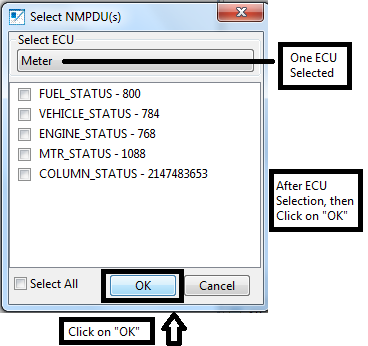 Select NMPDU(s)
Select ECU
Meter
One ECU
Selected
FUEL_STATUS - 800
VEHICLE_STATUS - 784
ENGINE_STATUS - 768
MTR_STATUS - 1088
COLUMN_STATUS - 2147483653
After ECU
Selection, then
Click on "OK"
Select All
OK
Cancel
Click on "OK"